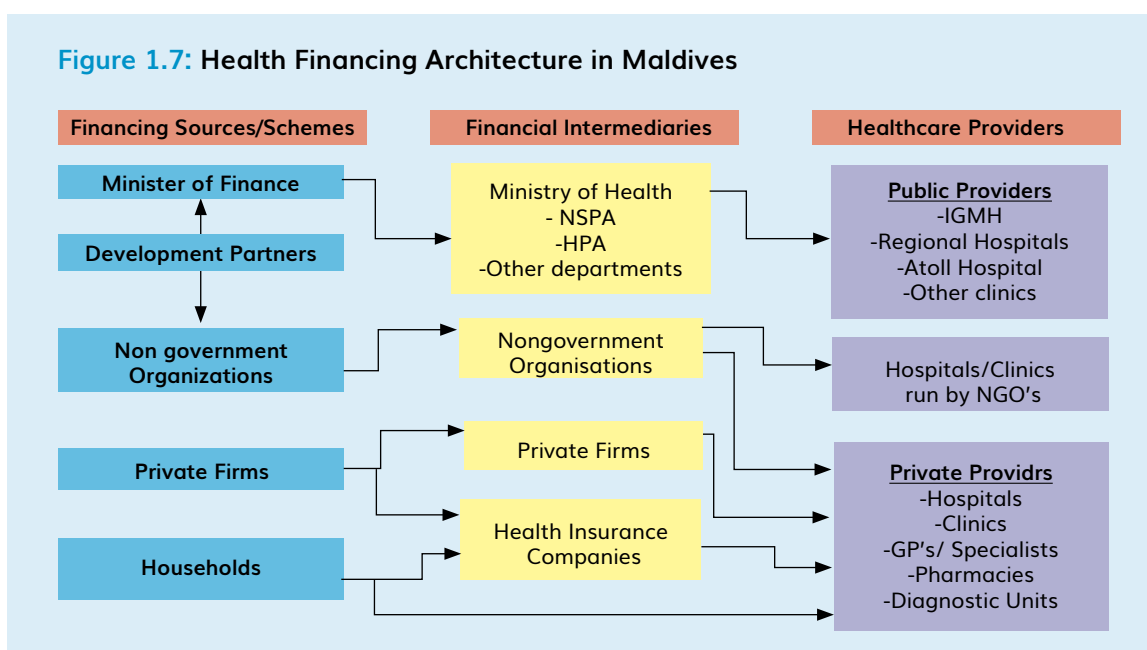 Figure 1.7: Health Financing Architecture in Maldives
Financing Sources/Schemes
Minister of Finance
Development Partners
Non government
Organizations
Private Firms
Households
Financial Intermediaries
Ministry of Health
- NSPA
-HPA
-Other departments
Nongovernment
Organisations
Private Firms
Health Insurance
Companies
Healthcare Providers
Public Providers
-IGMH
-Regional Hospitals
-Atoll Hospital
-Other clinics
Hospitals/Clinics
run by NGO's
Private Providrs
-Hospitals
-Clinics
-GP's/ Specialists
-Pharmacies
-Diagnostic Units